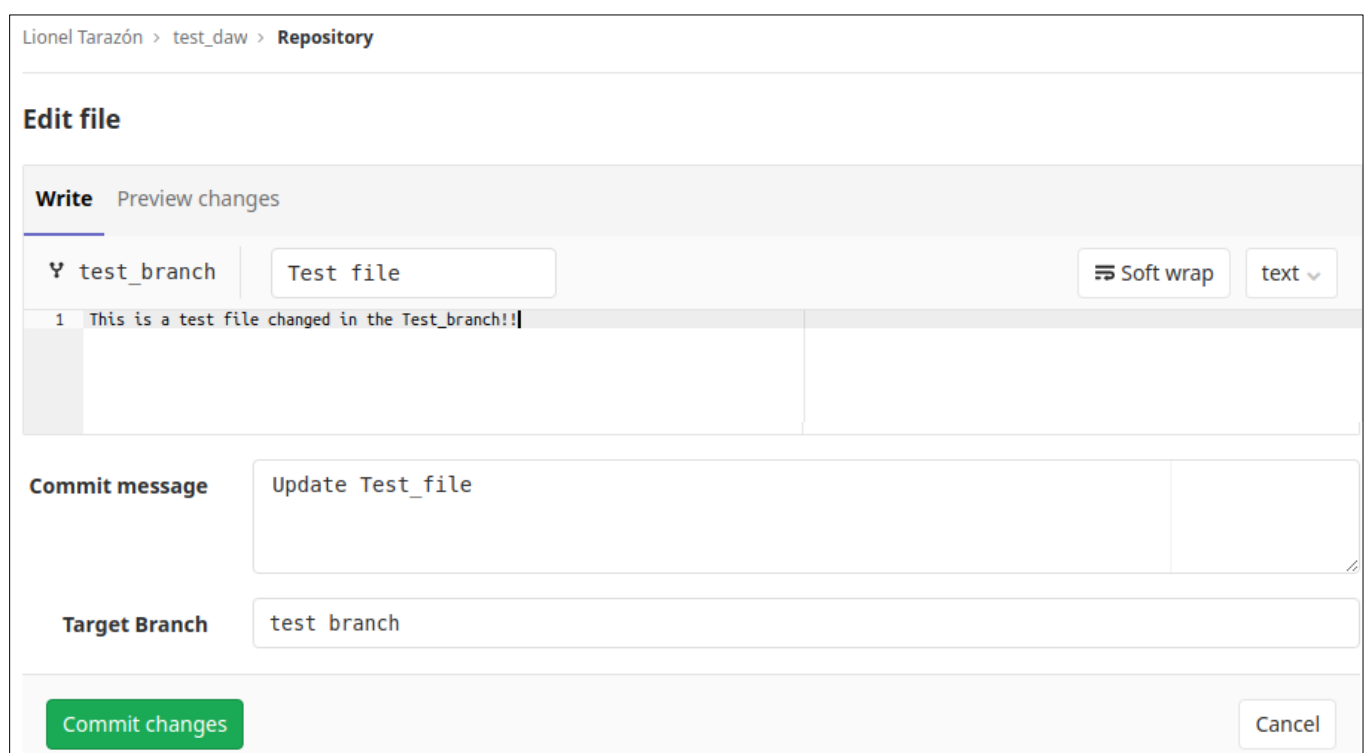 Lionel Tarazón > test_daw > Repository
Edit file
Write Preview changes
test_branch Test file Soft wrap text
1 This is a test file changed in the Test_branch!!
Commit message Update Test_file
Target Branch test branch
Commit changes Cancel